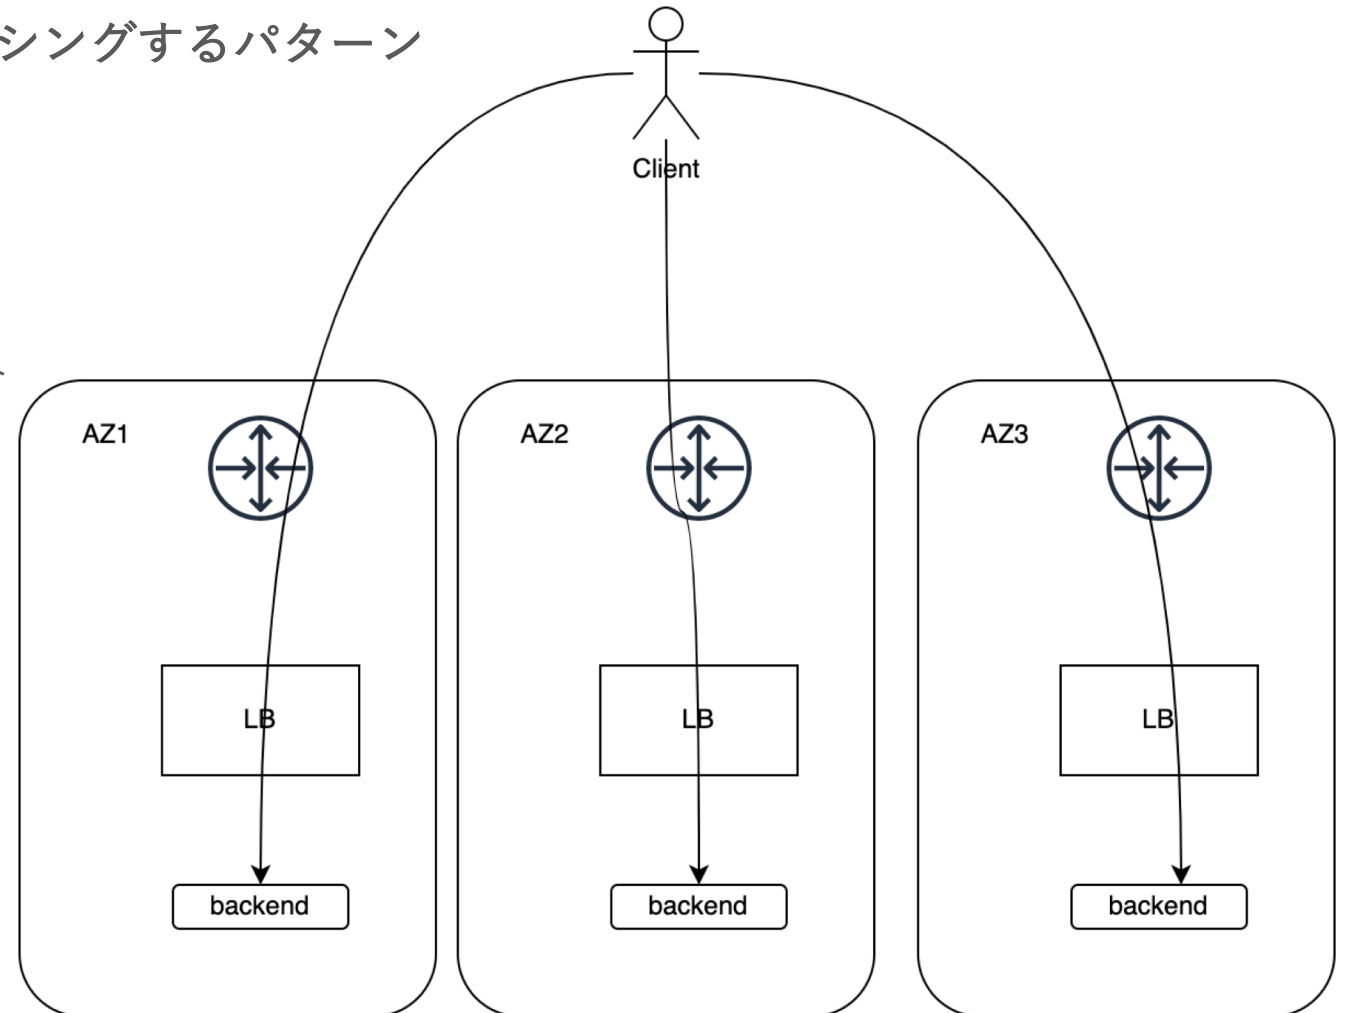 シングするパターン
Client
AZ1
AZ2
AZ3
LB
LB
LB
backend
backend
backend